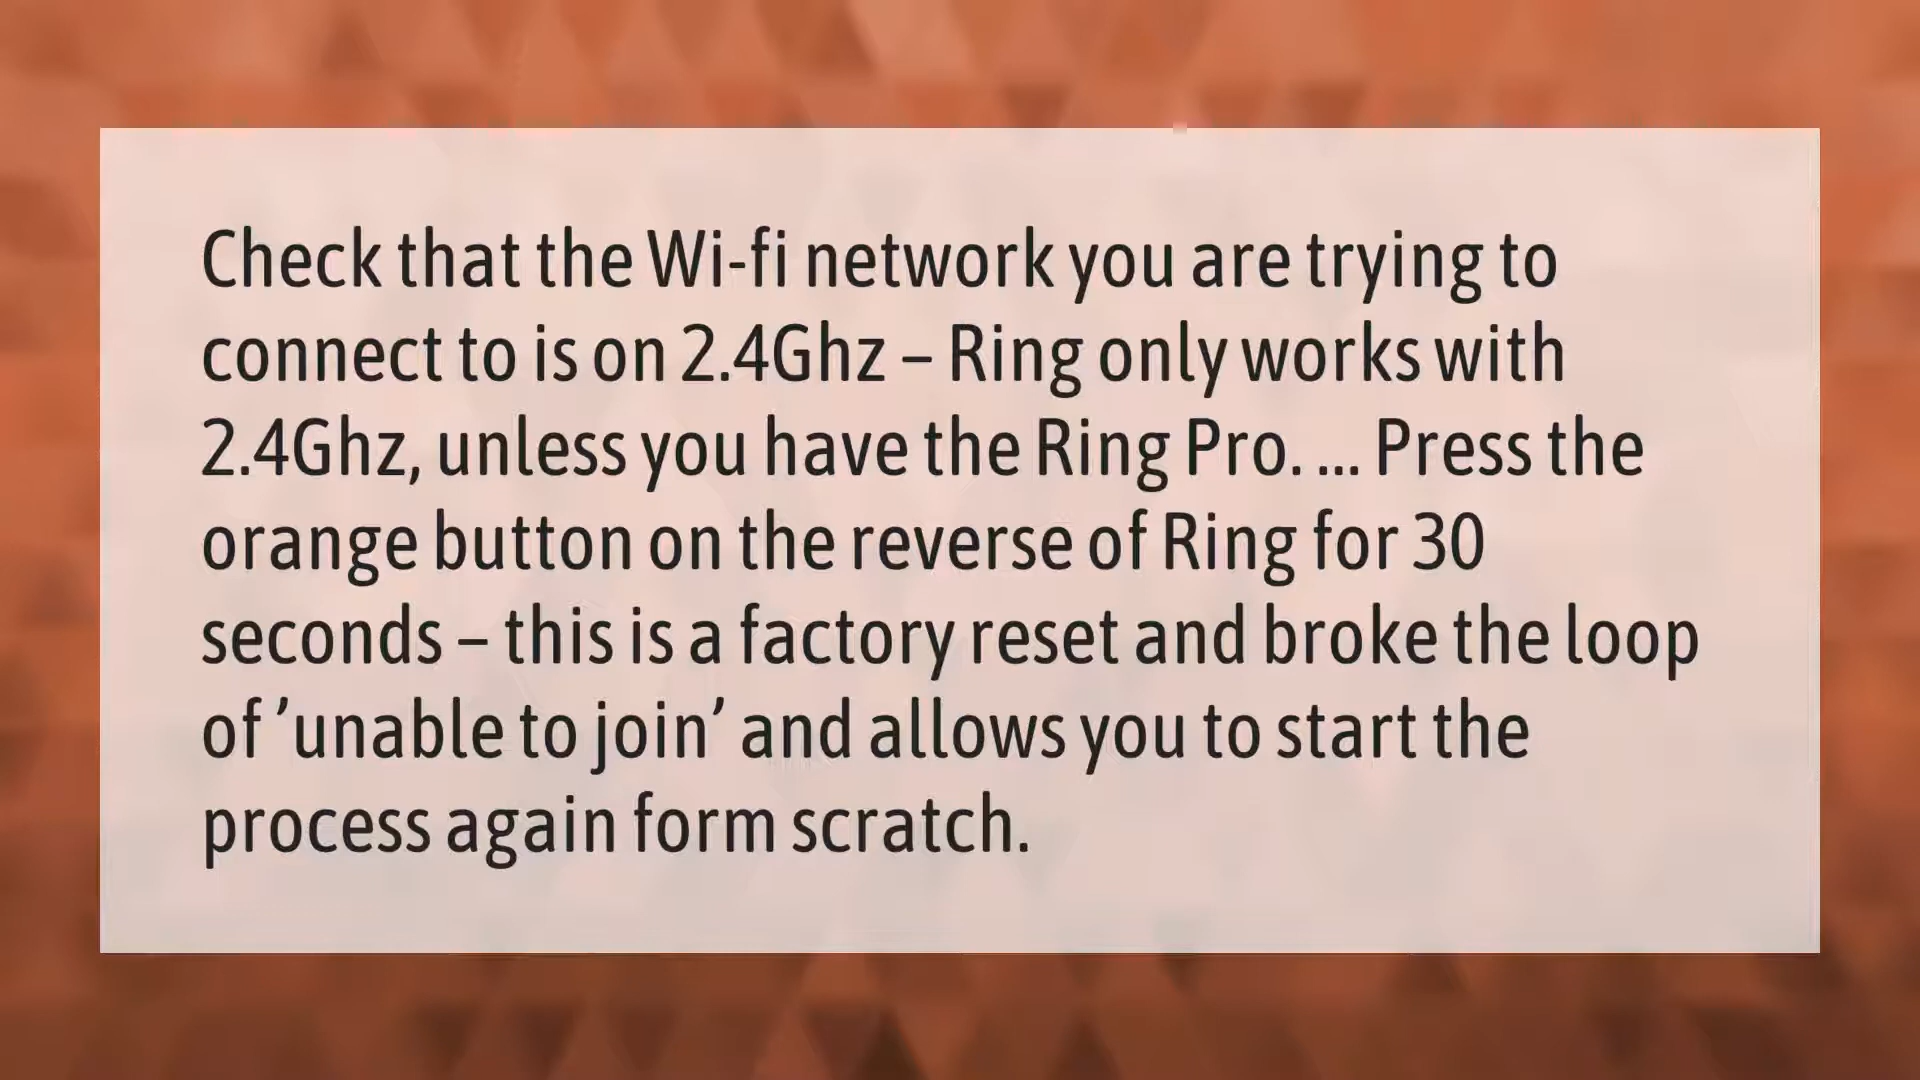 Check that the Wi-fi network you are trying to
connect to is on 2.4Ghz – Ring only works with
2.4Ghz, unless you have the Ring Pro. ... Press the
orange button on the reverse of Ring for 30
seconds – this is a factory reset and broke the loop
of ’unable to join’ and allows you to start the
process again form scratch.